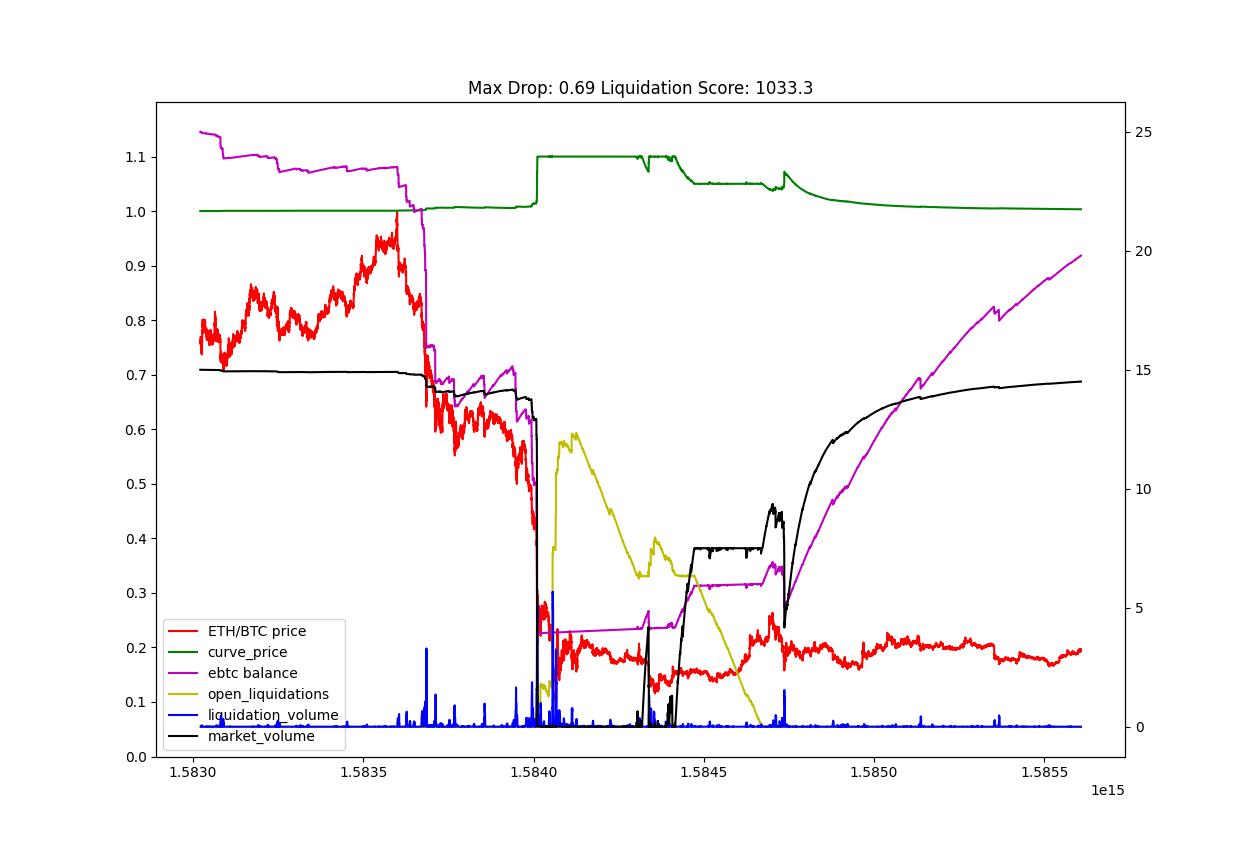 Max Drop: 0.69 Liquidation Score: 1033.3
1.1
1.0
0.9
0.8
0.7
0.6
0.5
0.4
0.3
0.2
0.1
0.0
25
20
15
10
5
0
ETH/BTC price
curve_price
ebtc balance
open_liquidations
liquidation_volume
market_volume
1.5830 1.5835 1.5840 1.5845 1.5850 1.5855
1e15